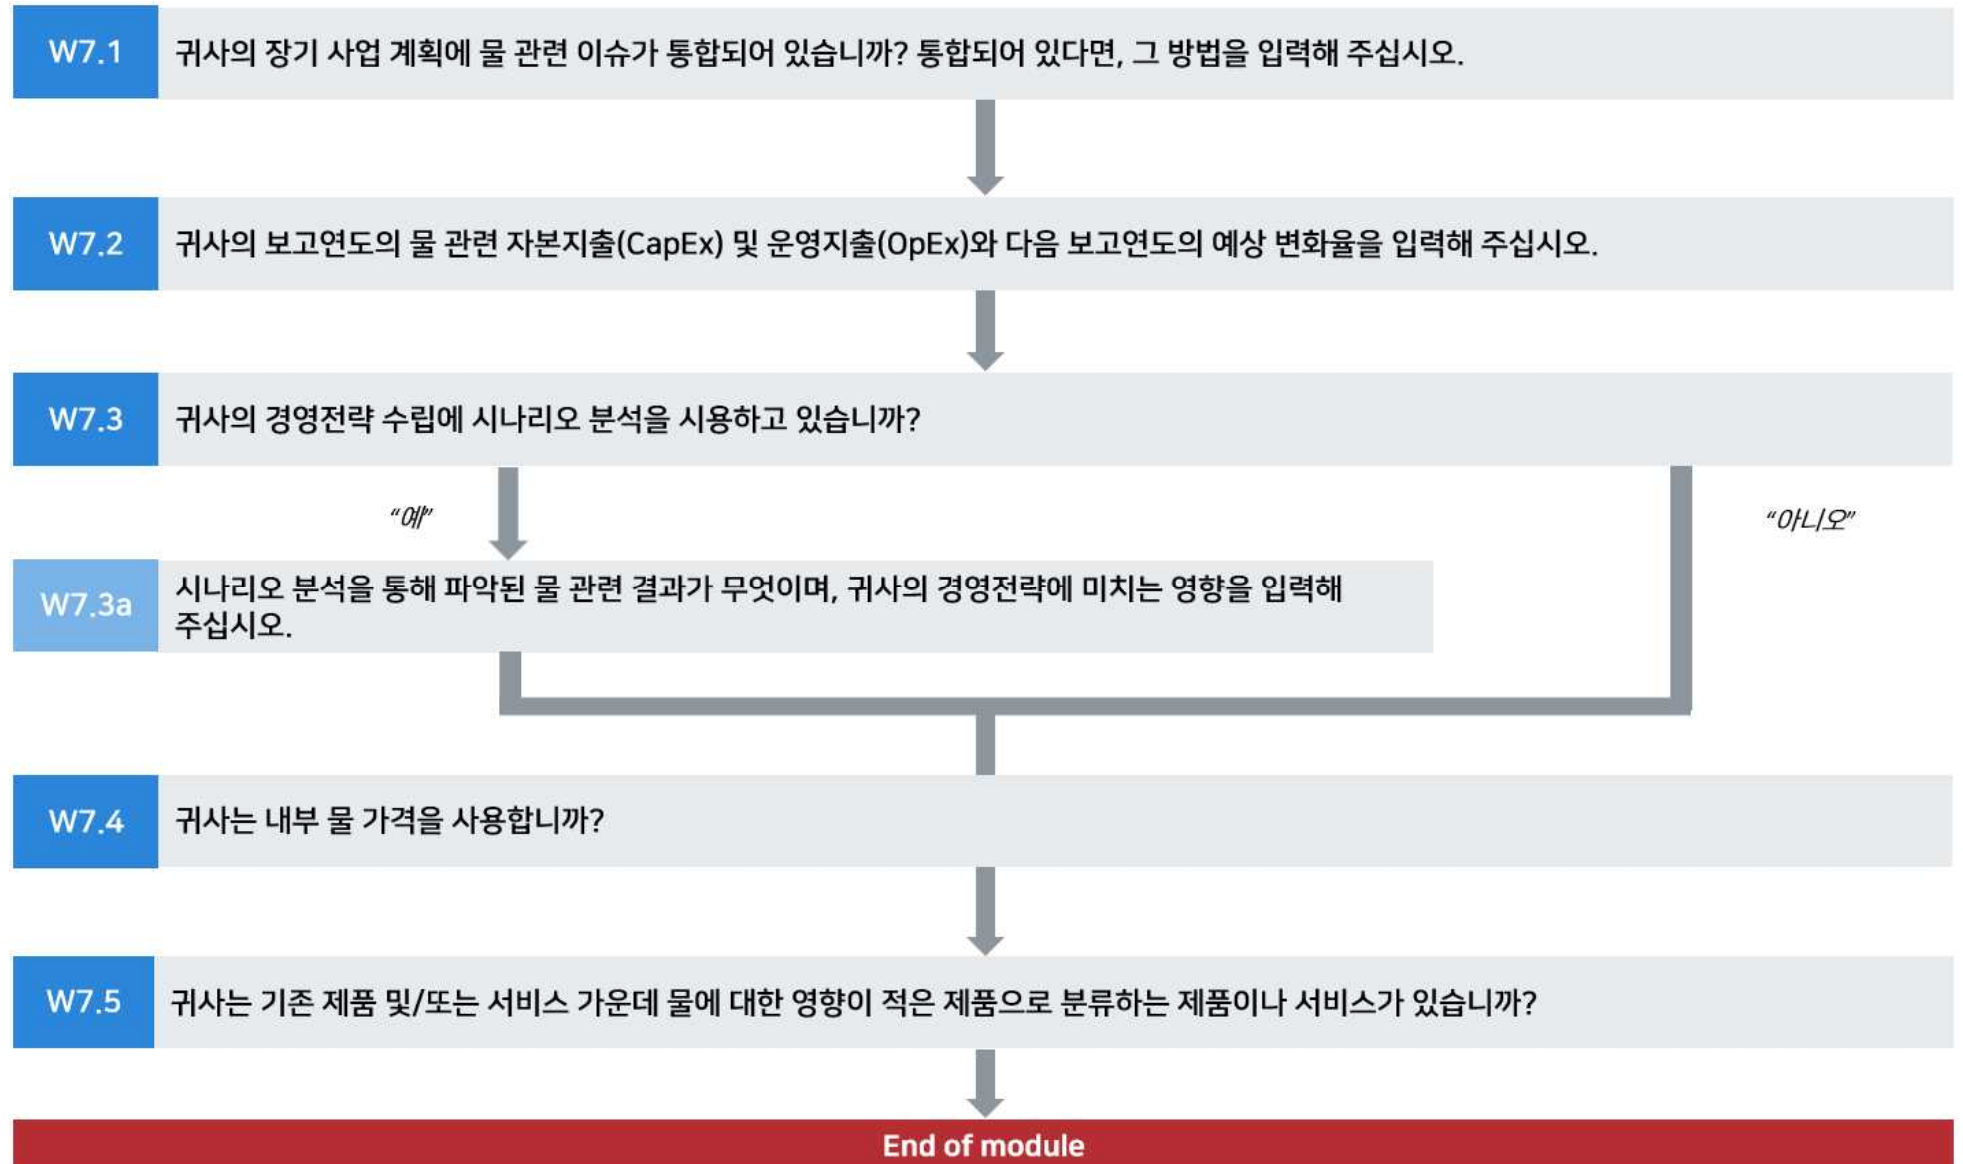 W7.1 귀사의 장기 사업 계획에 물 관련 이슈가 통합되어 있습니까? 통합되어 있다면, 그 방법을 입력해 주십시오.
W7.2 귀사의 보고연도의 물 관련 자본지출(CapEx) 및 운영지출(OpEx)와 다음 보고연도의 예상 변화율을 입력해 주십시오.
W7.3 귀사의 경영전략 수립에 시나리오 분석을 시용하고 있습니까?
“예”
“아니오”
W7.3a 시나리오 분석을 통해 파악된 물 관련 결과가 무엇이며, 귀사의 경영전략에 미치는 영향을 입력해
주십시오.
W7.4 귀사는 내부 물 가격을 사용합니까?
W7.5 귀사는 기존 제품 및/또는 서비스 가운데 물에 대한 영향이 적은 제품으로 분류하는 제품이나 서비스가 있습니까?
End of module